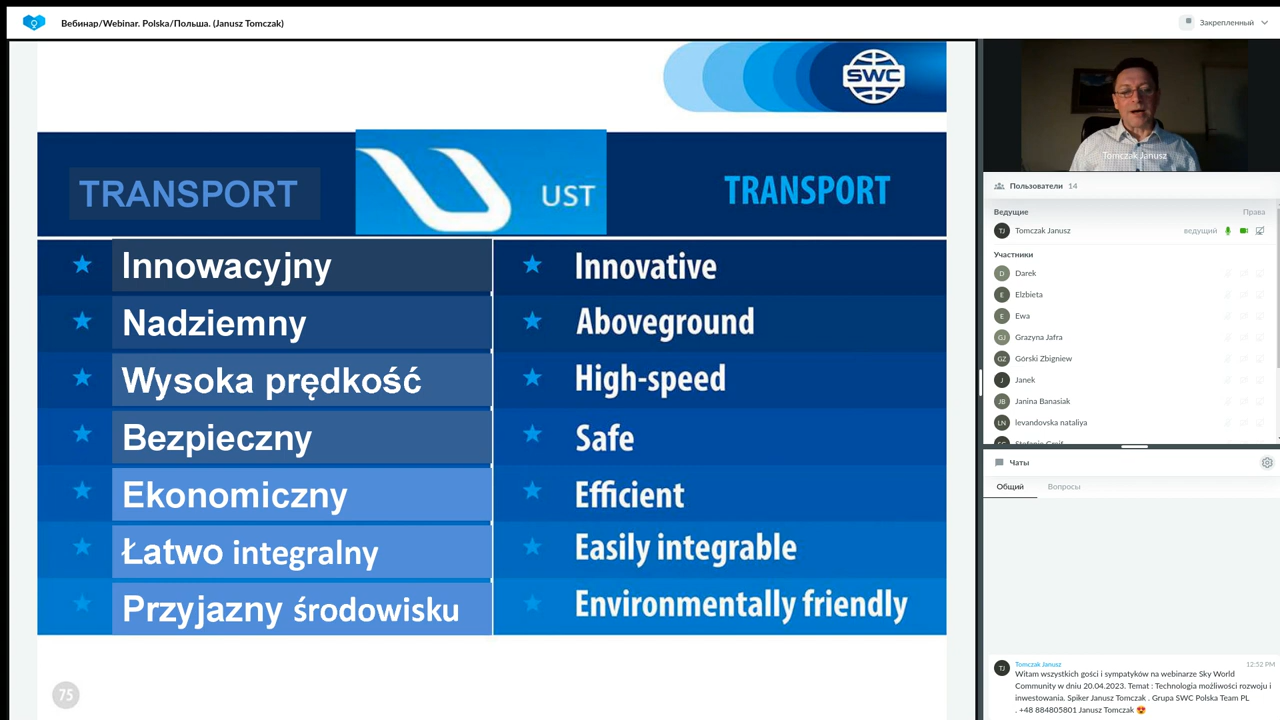 Вебинар/Webinar. Polska/Польша. (Janusz Tomczak)
Закрепленный
SWC
TRANSPORT
UST
TRANSPORT
Innowacyjny
Innovative
Nadziemny
Aboveground
Wysoka prędkość
High-speed
Bezpieczny
Safe
Ekonomiczny
Efficient
Łatwo integralny
Easily integrable
Przyjazny środowisku
Environmentally friendly
75
Tomczak Janusz
Пользователи 14
Ведущие Права
TJ Tomczak Janusz ведущий
Участники
D Darek
E Elzbieta
E Ewa
GJ Grazyna Jafra
GZ Górski Zbigniew
J Janek
JB Janina Banasiak
LN levandovska nataliya
Чаты
Общий Вопросы
TJ Tomczak Janusz 12:52 PM
Witam wszystkich gości i sympatyków na webinarze Sky World
Community w dniu 20.04.2023. Temat : Technologia możliwości rozwoju i
inwestowania. Spiker Janusz Tomczak . Grupa SWC Polska Team PL
. +48 884805801 Janusz Tomczak 😍